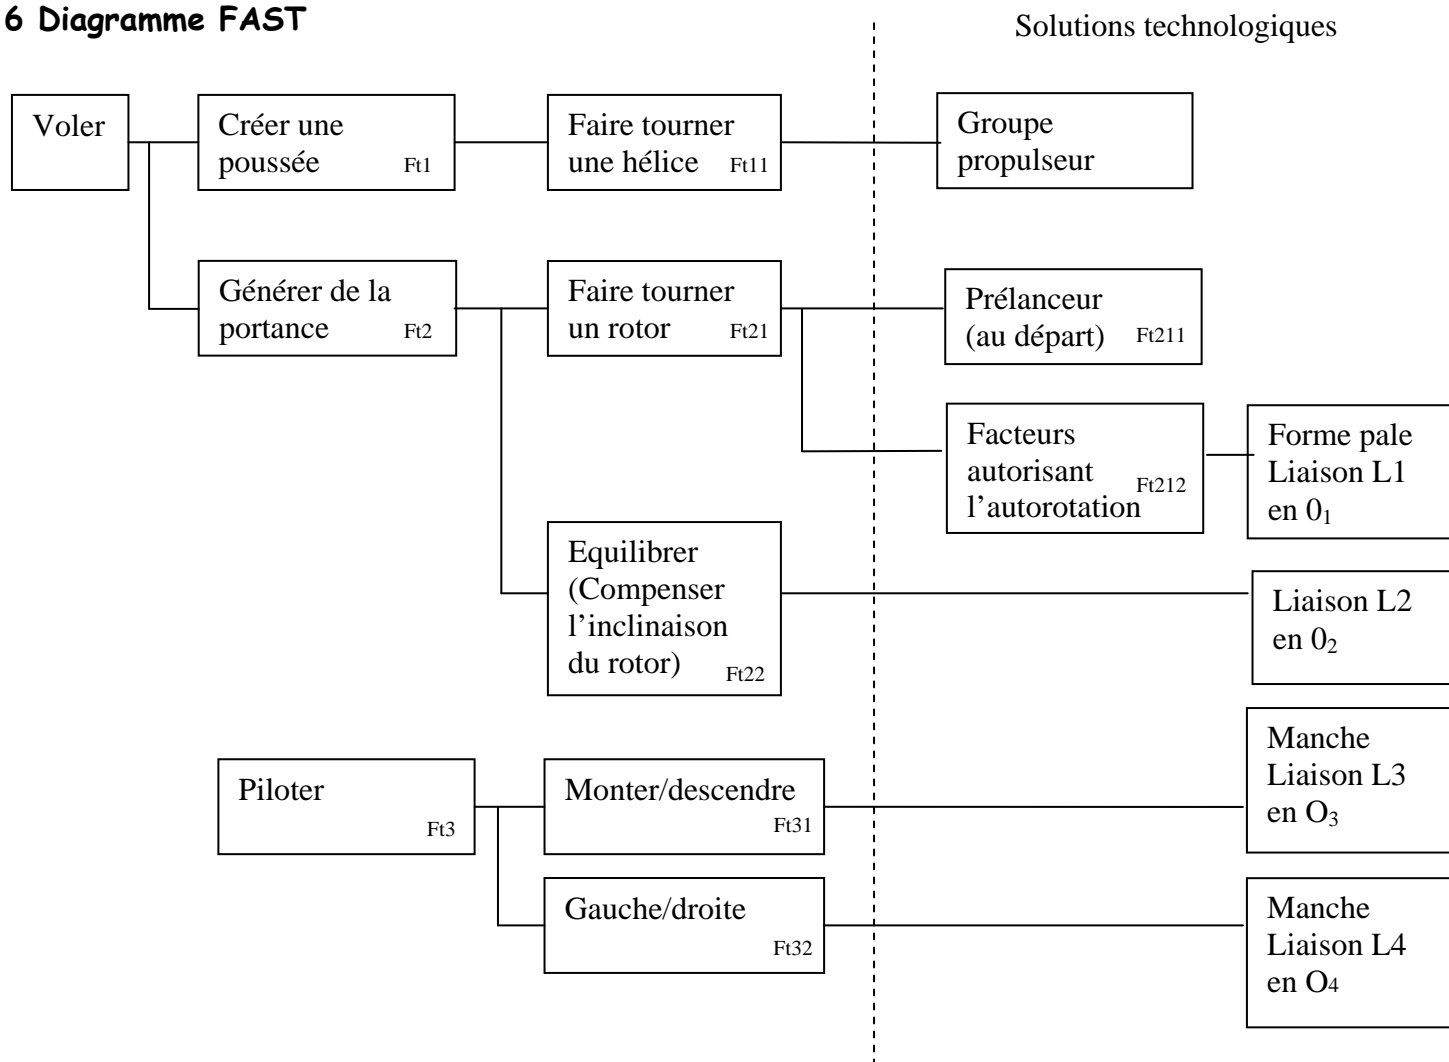 6 Diagramme FAST
Solutions technologiques
Voler
Créer une
poussée Ft1
Faire tourner
une hélice Ft11
Groupe
propulseur
Générer de la
portance Ft2
Faire tourner
un rotor Ft21
Prélanceur
(au départ) Ft211
Facteurs
autorisant
l’autorotation Ft212
Forme pale
Liaison L1
en 0₁
Equilibrer
(Compenser
l’inclinaison
du rotor) Ft22
Liaison L2
en 0₂
Piloter
Ft3
Monter/descendre
Ft31
Manche
Liaison L3
en O₃
Gauche/droite
Ft32
Manche
Liaison L4
en O₄